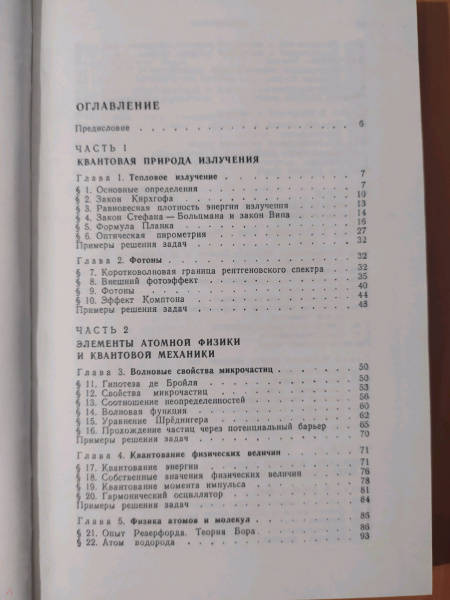 ОГЛАВЛЕНИЕ
Предисловие . . . . . . . . . . . . . . . . 6
ЧАСТЬ 1
КВАНТОВАЯ ПРИРОДА ИЗЛУЧЕНИЯ
Глава 1. Тепловое излучение . . . . . . . . . . 7
§ 1. Основные определения . . . . . . . . . . 7
§ 2. Закон Кирхгофа . . . . . . . . . . 10
§ 3. Равновесная плотность энергии излучения . . . . . 13
§ 4. Закон Стефана — Больцмана и закон Вина . . . . . 14
§ 5. Формула Планка . . . . . . . . . . 16
§ 6. Оптическая пирометрия . . . . . . . . . . 27
Примеры решения задач . . . . . . . . . . 32
Глава 2. Фотоны . . . . . . . . . . 32
§ 7. Коротковолновая граница рентгеновского спектра . . . 32
§ 8. Внешний фотоэффект . . . . . . . . . . 35
§ 9. Фотоны . . . . . . . . . . 40
§ 10. Эффект Комптона . . . . . . . . . . 44
Примеры решения задач . . . . . . . . . . 48
ЧАСТЬ 2
ЭЛЕМЕНТЫ АТОМНОЙ ФИЗИКИ
И КВАНТОВОЙ МЕХАНИКИ
Глава 3. Волновые свойства микрочастиц . . . . . . 50
§ 11. Гипотеза де Бройля . . . . . . . . . . 50
§ 12. Свойства микрочастиц . . . . . . . . . . 53
§ 13. Соотношение неопределенностей . . . . . . . 56
§ 14. Волновая функция . . . . . . . . . . 60
§ 15. Уравнение Шрёдингера . . . . . . . . . . 62
§ 16. Прохождение частиц через потенциальный барьер . . . 65
Примеры решения задач . . . . . . . . . . 70
Глава 4. Квантование физических величин . . . . . . 71
§ 17. Квантование энергии . . . . . . . . . . 71
§ 18. Собственные значения физических величин . . . . 76
§ 19. Квантование момента импульса . . . . . . . 78
§ 20. Гармонический осциллятор . . . . . . . . 81
Примеры решения задач . . . . . . . . . . 84
Глава 5. Физика атомов и молекул . . . . . . . . 86
§ 21. Опыт Резерфорда. Теория Бора . . . . . . . 86
§ 22. Атом водорода . . . . . . . . . . 93